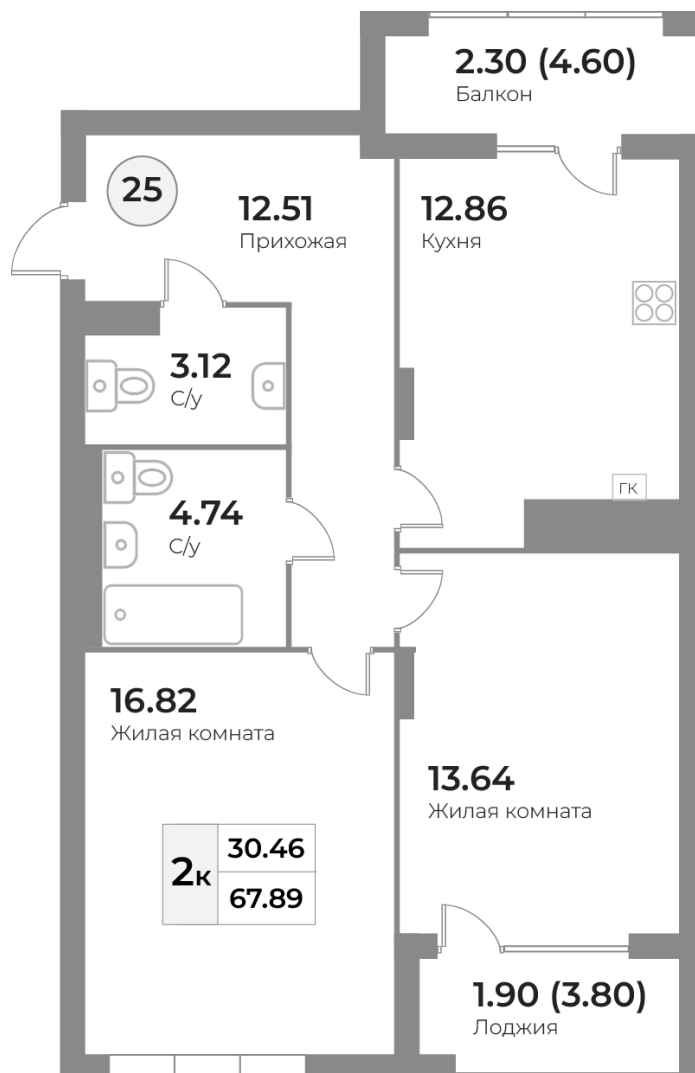 2.30 (4.60)
Балкон
25
12.51
Прихожая
12.86
Кухня
3.12
С/у
ГК
4.74
С/у
16.82
Жилая комната
13.64
Жилая комната
2к
30.46
67.89
1.90 (3.80)
Лоджия